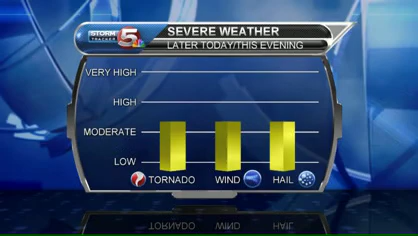 STORM
TRACKER 5
SEVERE WEATHER
LATER TODAY/THIS EVENING
VERY HIGH
HIGH
MODERATE
LOW
TORNADO WIND HAIL